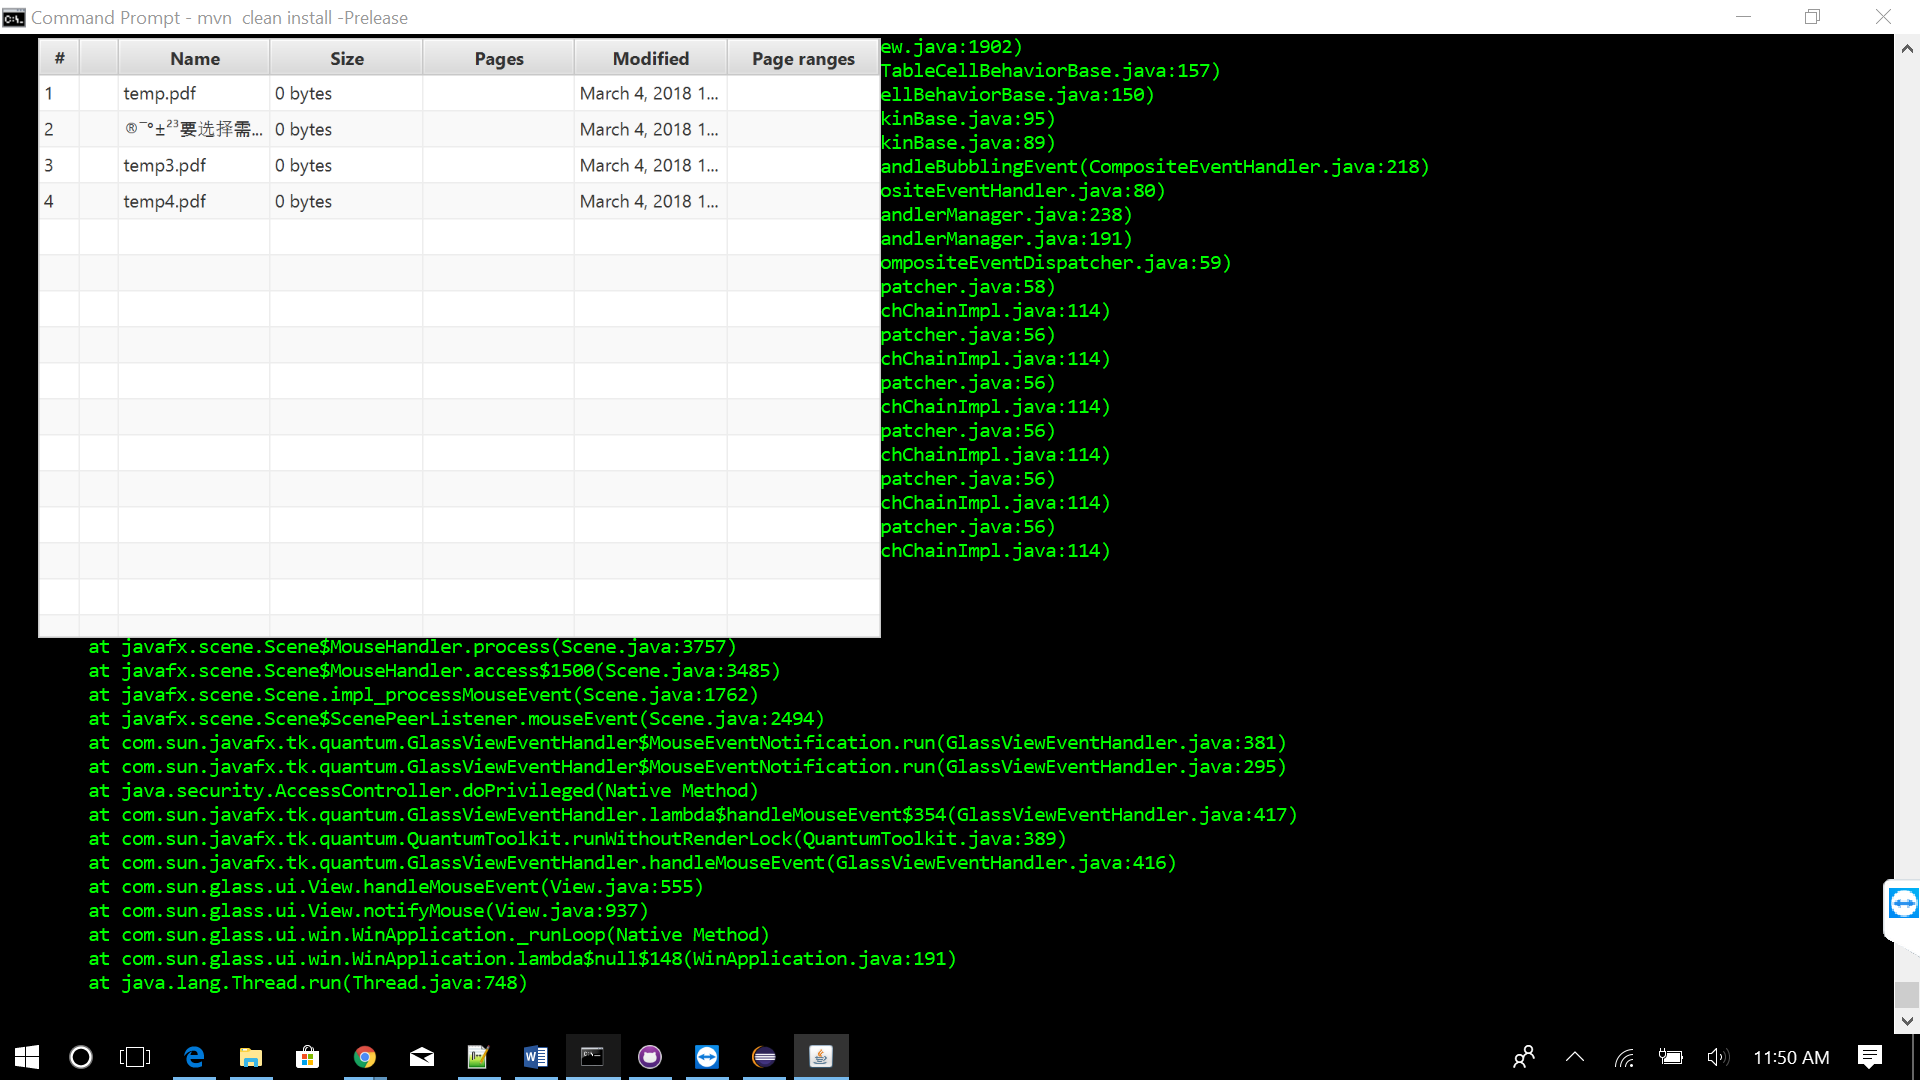 Command Prompt - mvn  clean install -Prelease
# Name Size Pages Modified Page ranges
1 temp.pdf 0 bytes March 4, 2018 1...
2 ®¯°±²³要选择需... 0 bytes March 4, 2018 1...
3 temp3.pdf 0 bytes March 4, 2018 1...
4 temp4.pdf 0 bytes March 4, 2018 1...
ew.java:1902)
TableCellBehaviorBase.java:157)
ellBehaviorBase.java:150)
kinBase.java:95)
kinBase.java:89)
andleBubblingEvent(CompositeEventHandler.java:218)
ositeEventHandler.java:80)
andlerManager.java:238)
andlerManager.java:191)
ompositeEventDispatcher.java:59)
patcher.java:58)
chChainImpl.java:114)
patcher.java:56)
chChainImpl.java:114)
patcher.java:56)
chChainImpl.java:114)
patcher.java:56)
chChainImpl.java:114)
patcher.java:56)
chChainImpl.java:114)
patcher.java:56)
chChainImpl.java:114)
at javafx.scene.Scene$MouseHandler.process(Scene.java:3757)
at javafx.scene.Scene$MouseHandler.access$1500(Scene.java:3485)
at javafx.scene.Scene.impl_processMouseEvent(Scene.java:1762)
at javafx.scene.Scene$ScenePeerListener.mouseEvent(Scene.java:2494)
at com.sun.javafx.tk.quantum.GlassViewEventHandler$MouseEventNotification.run(GlassViewEventHandler.java:381)
at com.sun.javafx.tk.quantum.GlassViewEventHandler$MouseEventNotification.run(GlassViewEventHandler.java:295)
at java.security.AccessController.doPrivileged(Native Method)
at com.sun.javafx.tk.quantum.GlassViewEventHandler.lambda$handleMouseEvent$354(GlassViewEventHandler.java:417)
at com.sun.javafx.tk.quantum.QuantumToolkit.runWithoutRenderLock(QuantumToolkit.java:389)
at com.sun.javafx.tk.quantum.GlassViewEventHandler.handleMouseEvent(GlassViewEventHandler.java:416)
at com.sun.glass.ui.View.handleMouseEvent(View.java:555)
at com.sun.glass.ui.View.notifyMouse(View.java:937)
at com.sun.glass.ui.win.WinApplication._runLoop(Native Method)
at com.sun.glass.ui.win.WinApplication.lambda$null$148(WinApplication.java:191)
at java.lang.Thread.run(Thread.java:748)
11:50 AM